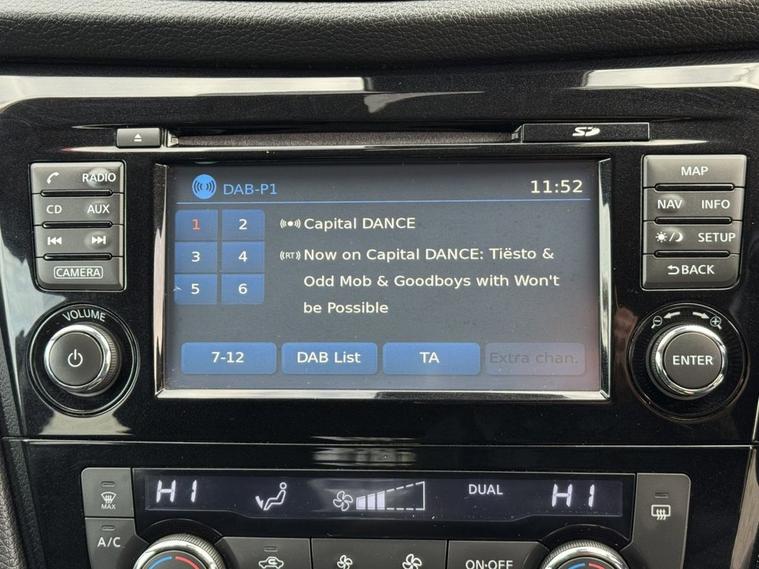 SD
RADIO
CD AUX
CAMERA
VOLUME
DAB-P1 11:52
1 2
3 4
5 6
Capital DANCE
(RT) Now on Capital DANCE: Tiësto &
Odd Mob & Goodboys with Won't
be Possible
7-12 DAB List TA Extra chan.
MAP
NAV INFO
SETUP
BACK
ENTER
HI DUAL HI
MAX
A/C
ON·OFF